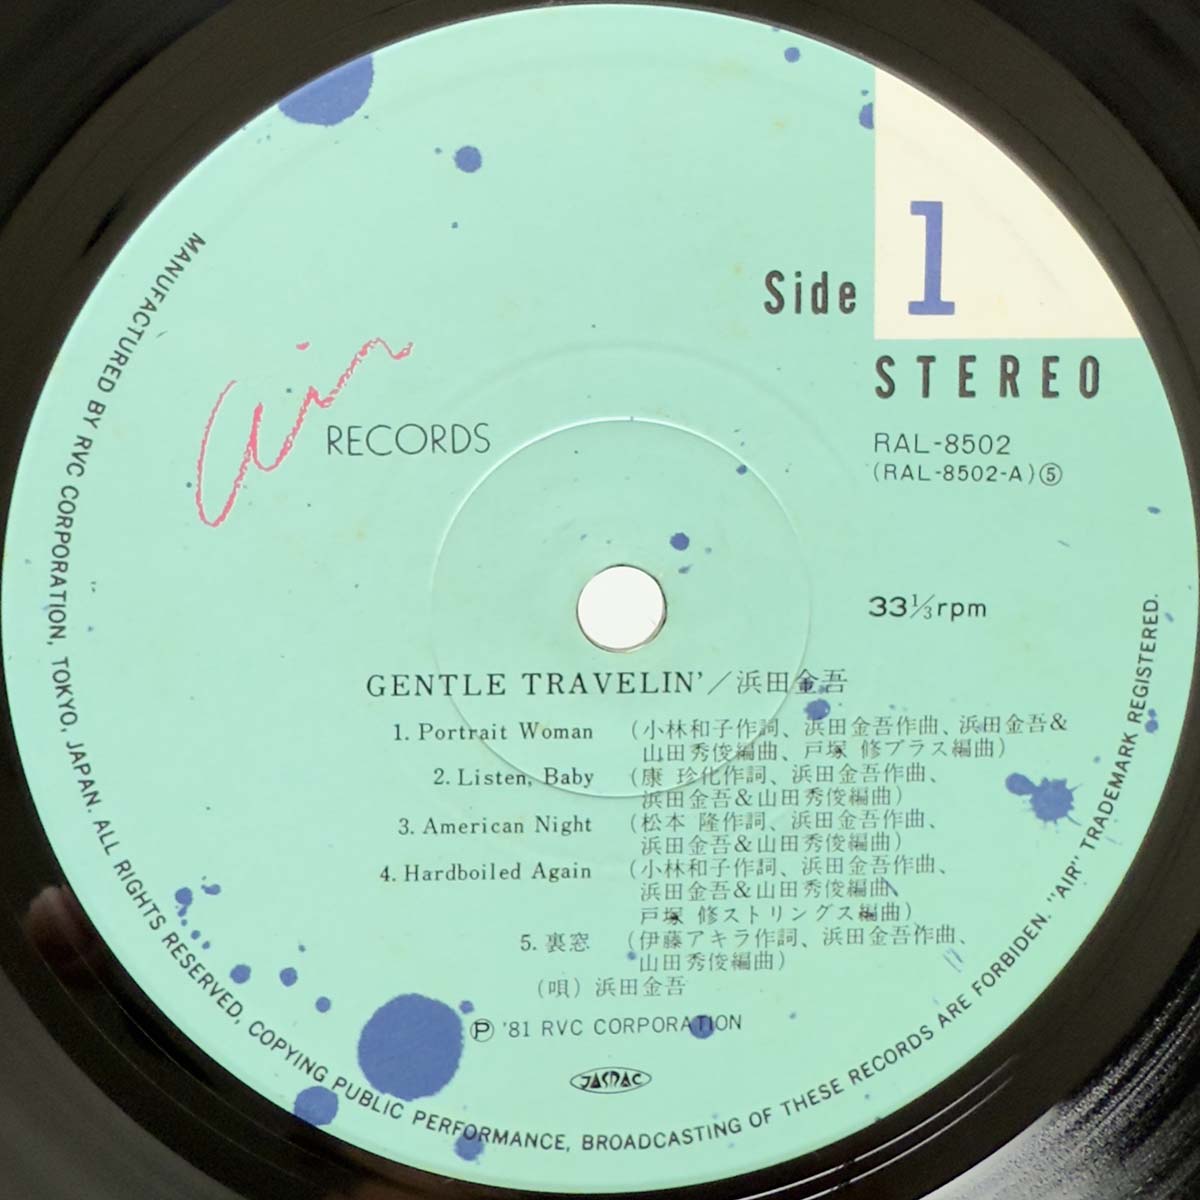 Side 1
STEREO
Air RECORDS
RAL-8502
(RAL-8502-A)⑤
33⅓rpm
GENTLE TRAVELIN'／浜田金吾
1. Portrait Woman (小林和子作詞、浜田金吾作曲、浜田金吾&
山田秀俊編曲、戸塚 修ブラス編曲)
2. Listen, Baby (康 珍化作詞、浜田金吾作曲、
浜田金吾&山田秀俊編曲)
3. American Night (松本 隆作詞、浜田金吾作曲、
浜田金吾&山田秀俊編曲)
4. Hardboiled Again (小林和子作詞、浜田金吾作曲、
浜田金吾&山田秀俊編曲、
戸塚 修ストリングス編曲)
5. 裏窓 (伊藤アキラ作詞、浜田金吾作曲、
山田秀俊編曲)
(唄) 浜田金吾
Ⓟ '81 RVC CORPORATION
JASRAC
MANUFACTURED BY RVC CORPORATION, TOKYO, JAPAN. ALL RIGHTS RESERVED, COPYING PUBLIC PERFORMANCE, BROADCASTING OF THESE RECORDS ARE FORBIDEN. "AIR" TRADEMARK REGISTERED.